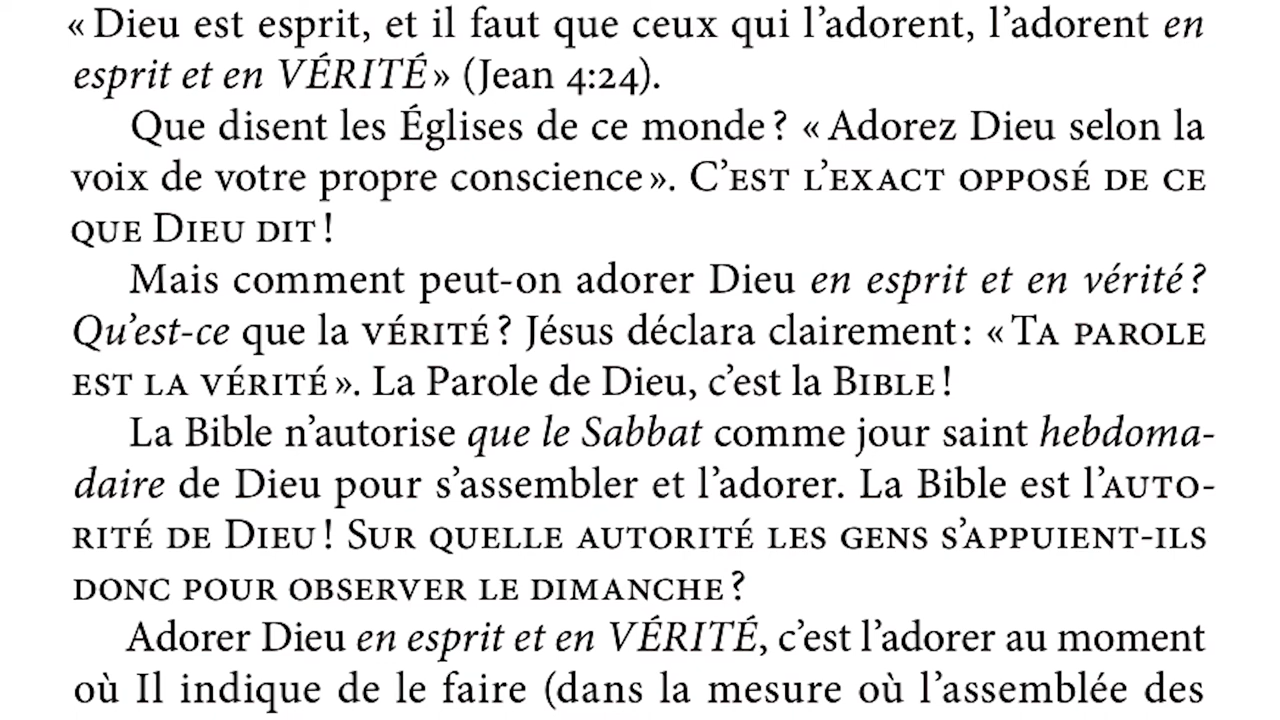 « Dieu est esprit, et il faut que ceux qui l’adorent, l’adorent en
esprit et en VÉRITÉ » (Jean 4:24).
Que disent les Églises de ce monde ? « Adorez Dieu selon la
voix de votre propre conscience ». C’EST L’EXACT OPPOSÉ DE CE
QUE DIEU DIT !
Mais comment peut-on adorer Dieu en esprit et en vérité ?
Qu’est-ce que la VÉRITÉ ? Jésus déclara clairement : « TA PAROLE
EST LA VÉRITÉ ». La Parole de Dieu, c’est la BIBLE !
La Bible n’autorise que le Sabbat comme jour saint hebdoma-
daire de Dieu pour s’assembler et l’adorer. La Bible est l’AUTO-
RITÉ DE DIEU ! SUR QUELLE AUTORITÉ LES GENS S’APPUIENT-ILS
DONC POUR OBSERVER LE DIMANCHE ?
Adorer Dieu en esprit et en VÉRITÉ, c’est l’adorer au moment
où Il indique de le faire (dans la mesure où l’assemblée des